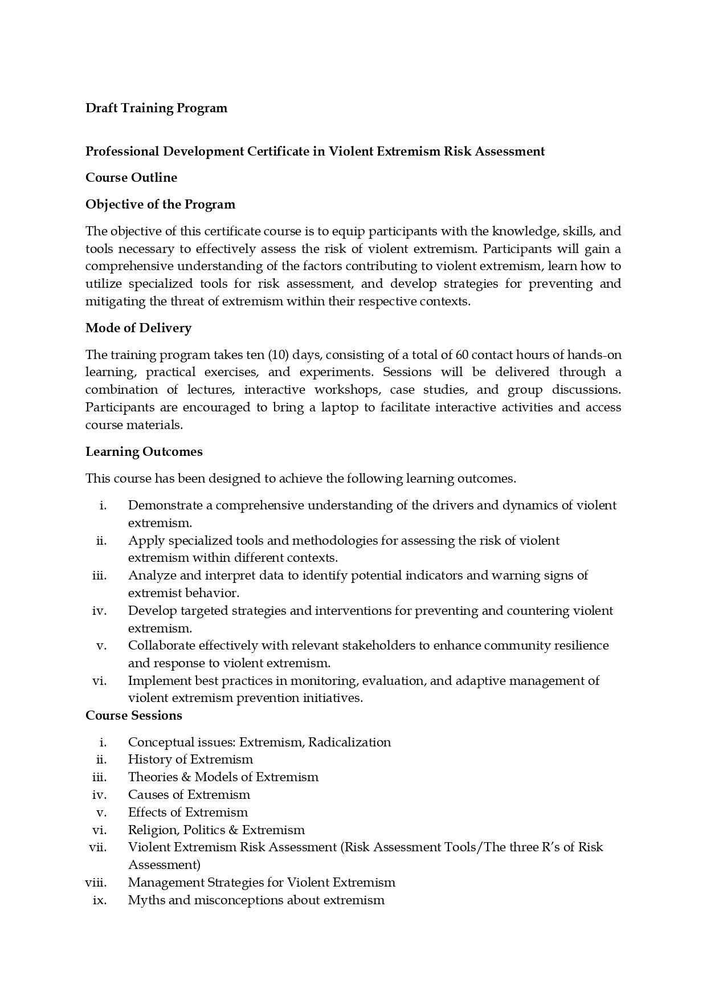 Draft Training Program
Professional Development Certificate in Violent Extremism Risk Assessment
Course Outline
Objective of the Program
The objective of this certificate course is to equip participants with the knowledge, skills, and
tools necessary to effectively assess the risk of violent extremism. Participants will gain a
comprehensive understanding of the factors contributing to violent extremism, learn how to
utilize specialized tools for risk assessment, and develop strategies for preventing and
mitigating the threat of extremism within their respective contexts.
Mode of Delivery
The training program takes ten (10) days, consisting of a total of 60 contact hours of hands-on
learning, practical exercises, and experiments. Sessions will be delivered through a
combination of lectures, interactive workshops, case studies, and group discussions.
Participants are encouraged to bring a laptop to facilitate interactive activities and access
course materials.
Learning Outcomes
This course has been designed to achieve the following learning outcomes.
i. Demonstrate a comprehensive understanding of the drivers and dynamics of violent
extremism.
ii. Apply specialized tools and methodologies for assessing the risk of violent
extremism within different contexts.
iii. Analyze and interpret data to identify potential indicators and warning signs of
extremist behavior.
iv. Develop targeted strategies and interventions for preventing and countering violent
extremism.
v. Collaborate effectively with relevant stakeholders to enhance community resilience
and response to violent extremism.
vi. Implement best practices in monitoring, evaluation, and adaptive management of
violent extremism prevention initiatives.
Course Sessions
i. Conceptual issues: Extremism, Radicalization
ii. History of Extremism
iii. Theories & Models of Extremism
iv. Causes of Extremism
v. Effects of Extremism
vi. Religion, Politics & Extremism
vii. Violent Extremism Risk Assessment (Risk Assessment Tools/The three R’s of Risk
Assessment)
viii. Management Strategies for Violent Extremism
ix. Myths and misconceptions about extremism